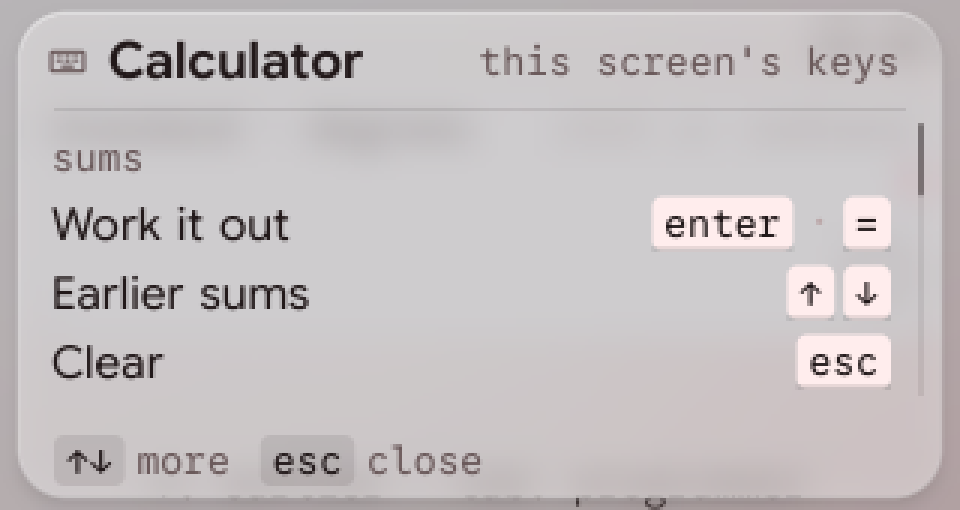 Calculator this screen's keys
sums
Work it out enter · =
Earlier sums ↑ ↓
Clear esc
↑↓ more esc close